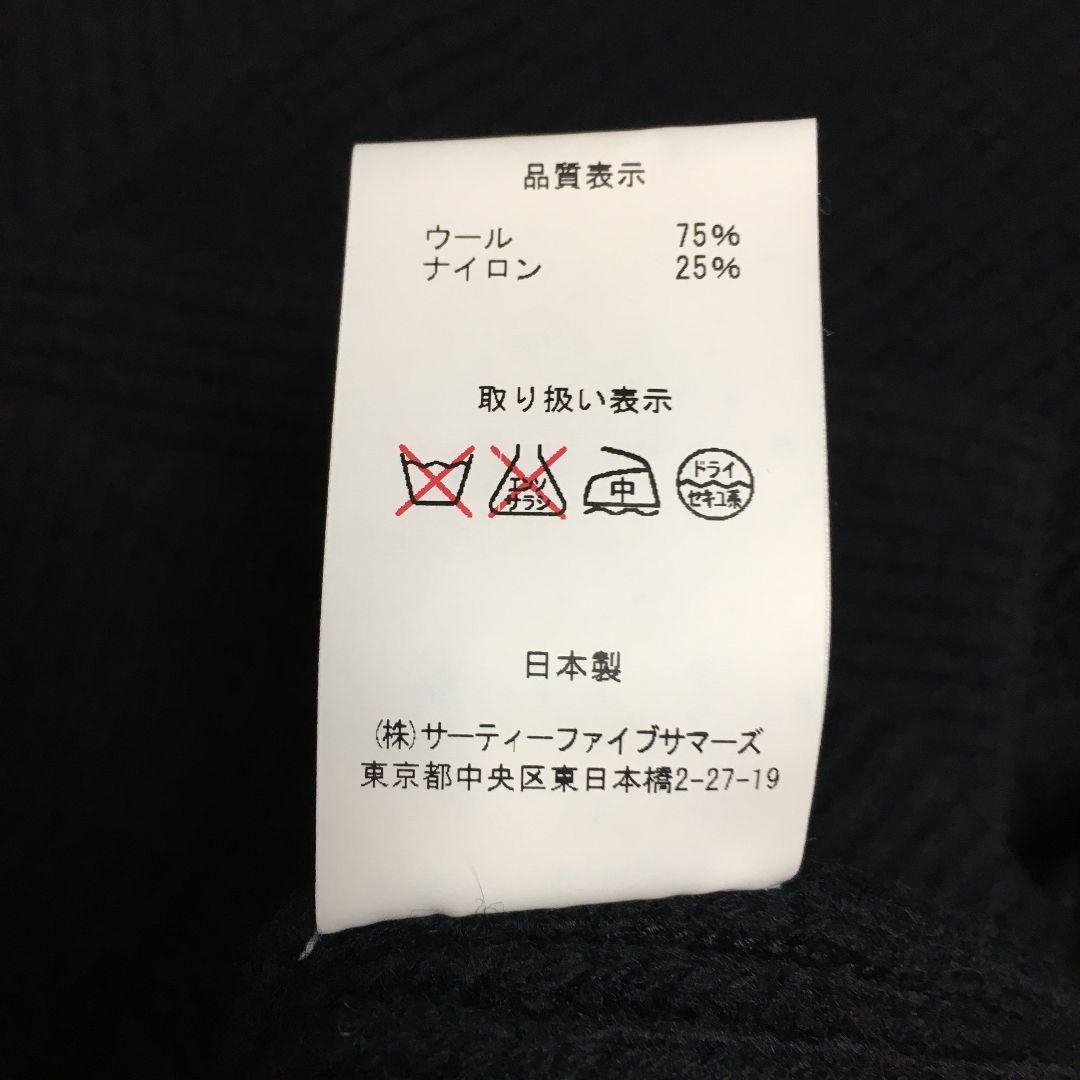 品質表示
ウール 75%
ナイロン 25%
取り扱い表示
エンソ
サラシ
中
ドライ
セキユ系
日本製
(株)サーティーファイブサマーズ
東京都中央区東日本橋2-27-19